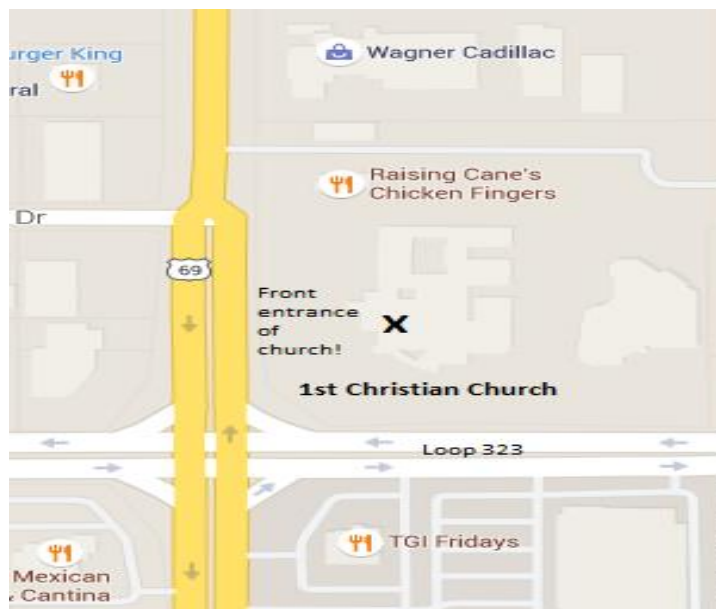 urger King
ral
Wagner Cadillac
Raising Cane's
Chicken Fingers
Dr
69
Front
entrance
of
church!
X
1st Christian Church
Loop 323
TGI Fridays
Mexican
& Cantina